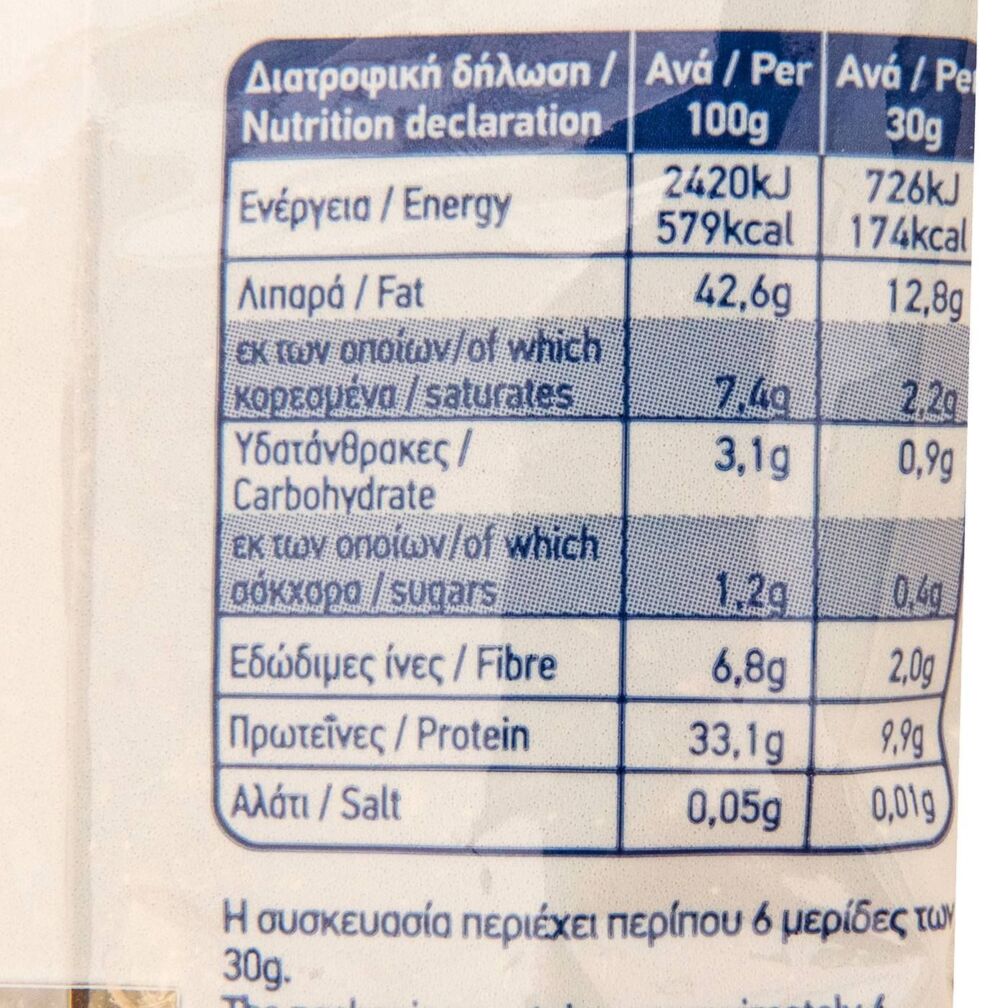 Διατροφική δήλωση / Ανά / Per Ανά / Per
Nutrition declaration 100g 30g
Ενέργεια / Energy 2420kJ 726kJ
579kcal 174kcal
Λιπαρά / Fat 42,6g 12,8g
εκ των οποίων/of which
κορεσμένα / saturates 7,4g 2,2g
Υδατάνθρακες / 3,1g 0,9g
Carbohydrate
εκ των οποίων/of which
σάκχαρα / sugars 1,2g 0,4g
Εδώδιμες ίνες / Fibre 6,8g 2,0g
Πρωτεΐνες / Protein 33,1g 9,9g
Αλάτι / Salt 0,05g 0,01g
Η συσκευασία περιέχει περίπου 6 μερίδες των
30g.